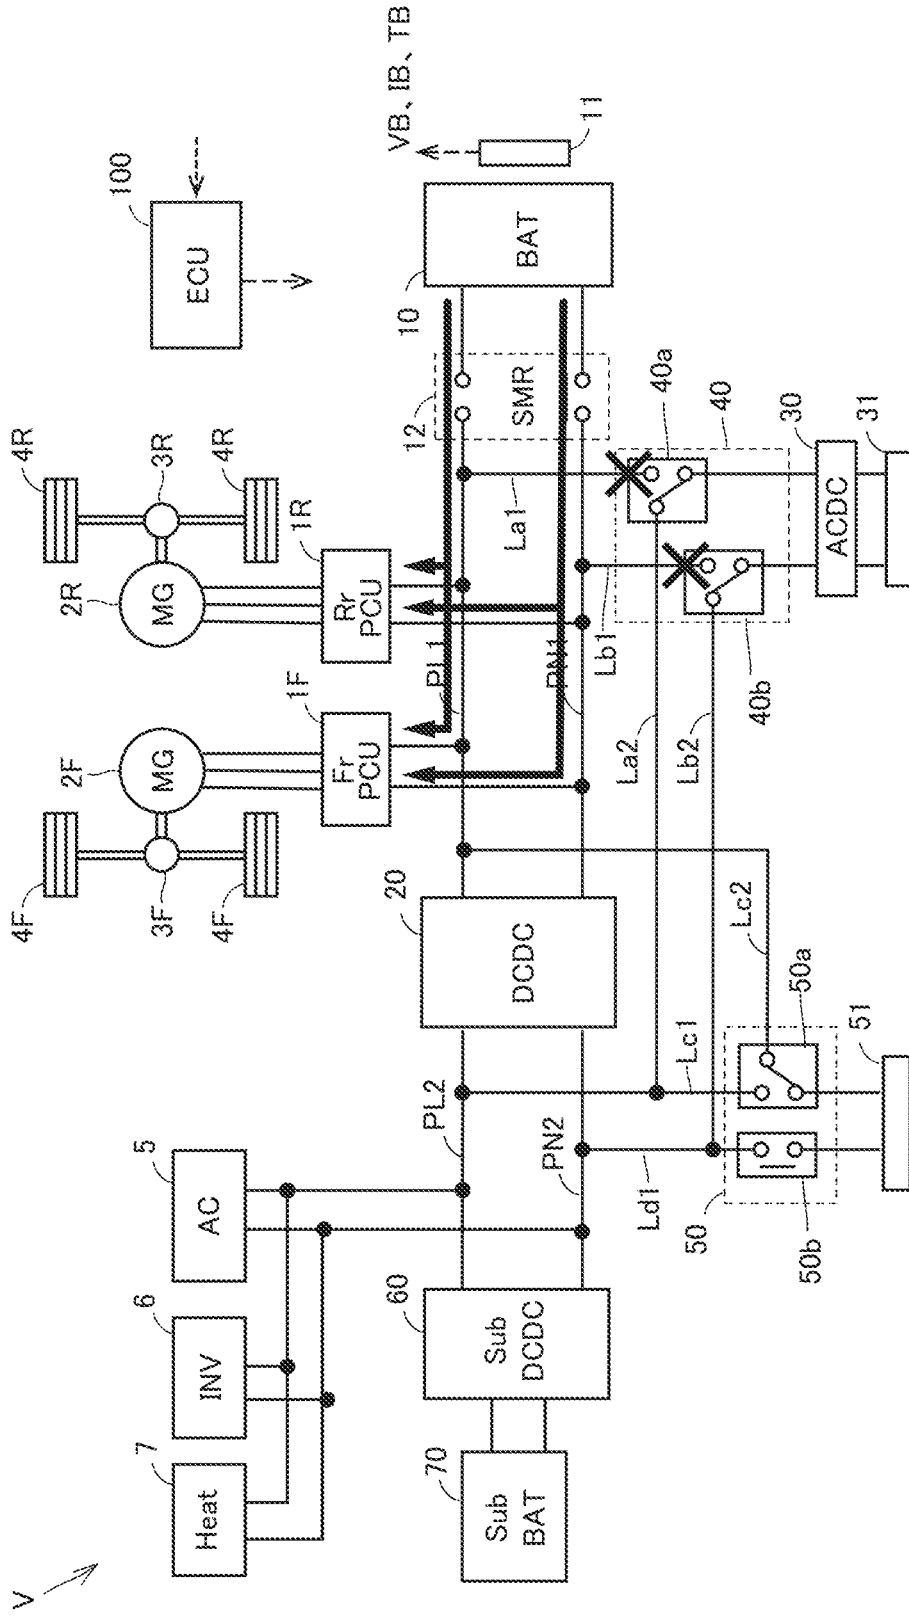 V
4F
4R
2F
2R
100
7
6
5
3F
MG
MG
3R
Heat
INV
AC
ECU
4F
4R
1F
1R
Fr
PCU
Rr
PCU
60
20
12
10
VB、IB、TB
70
PL2
PL1
Sub
BAT
Sub
DCDC
DCDC
SMR
BAT
PN2
PN1
La1
11
Lb1
Ld1
Lc1
La2
40a
Lb2
50
40
Lc2
40b
30
50b
50a
ACDC
51
31